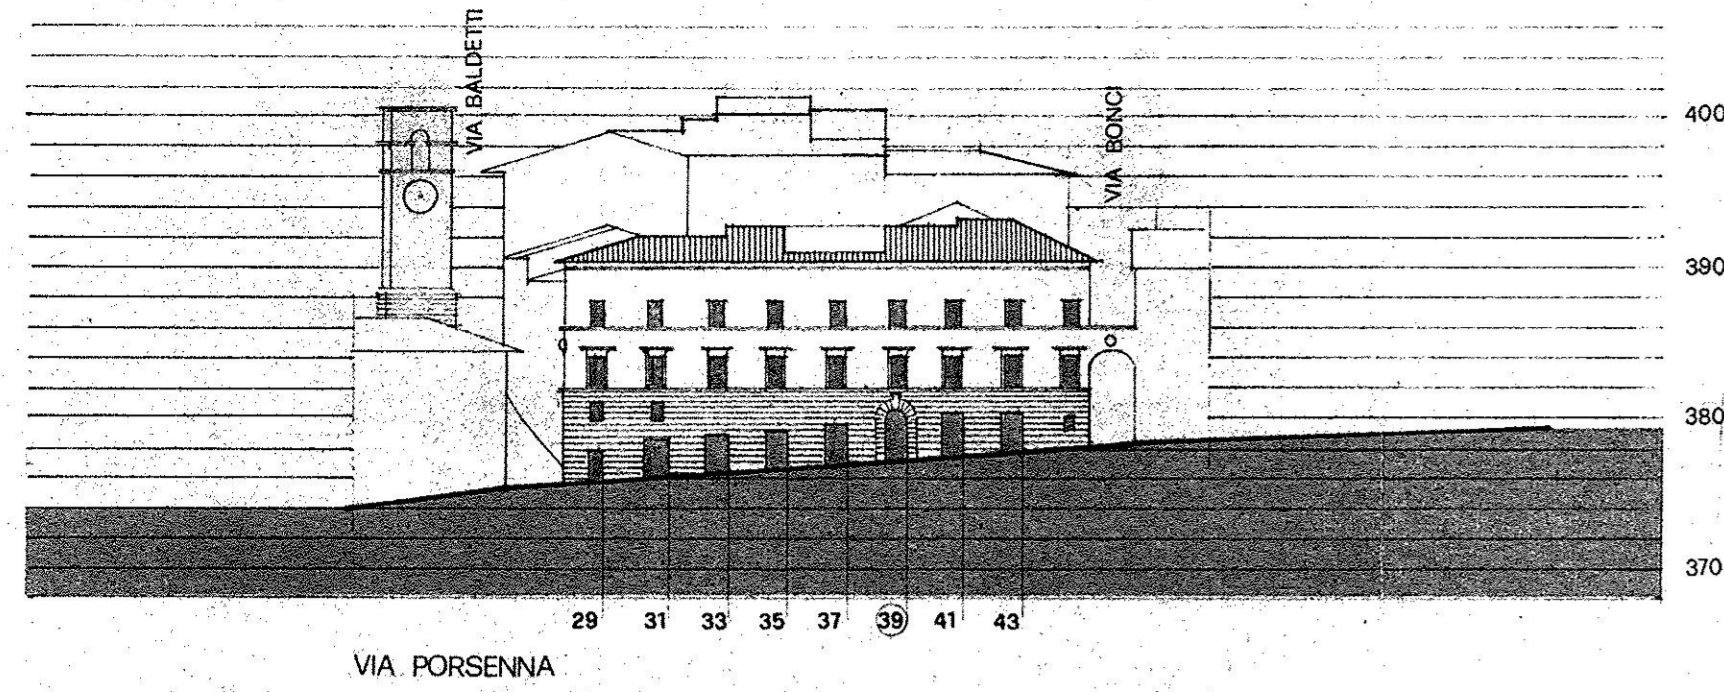 VIA BALDETTI
VIA BONCI
400
390
380
370
29 31 33 35 37 39 41 43
VIA PORSENNA